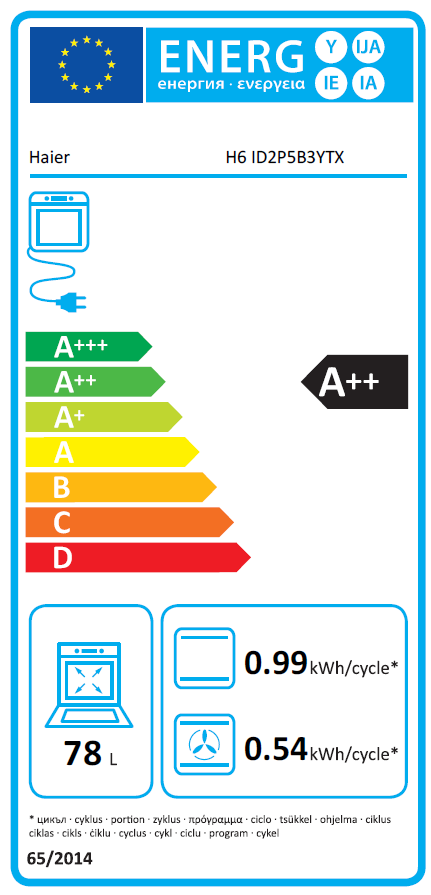 ENERG Y IJA
енергия · ενεργεια IE IA
Haier H6 ID2P5B3YTX
A+++
A++
A++
A+
A
B
C
D
0.99 kWh/cycle*
78 L
0.54 kWh/cycle*
* цикъл · cyklus · portion · zyklus · πρόγραμμα · ciclo · tsükkel · ohjelma · ciklus
ciklas · cikls · ċiklu · cyclus · cykl · ciclu · program · cykel
65/2014